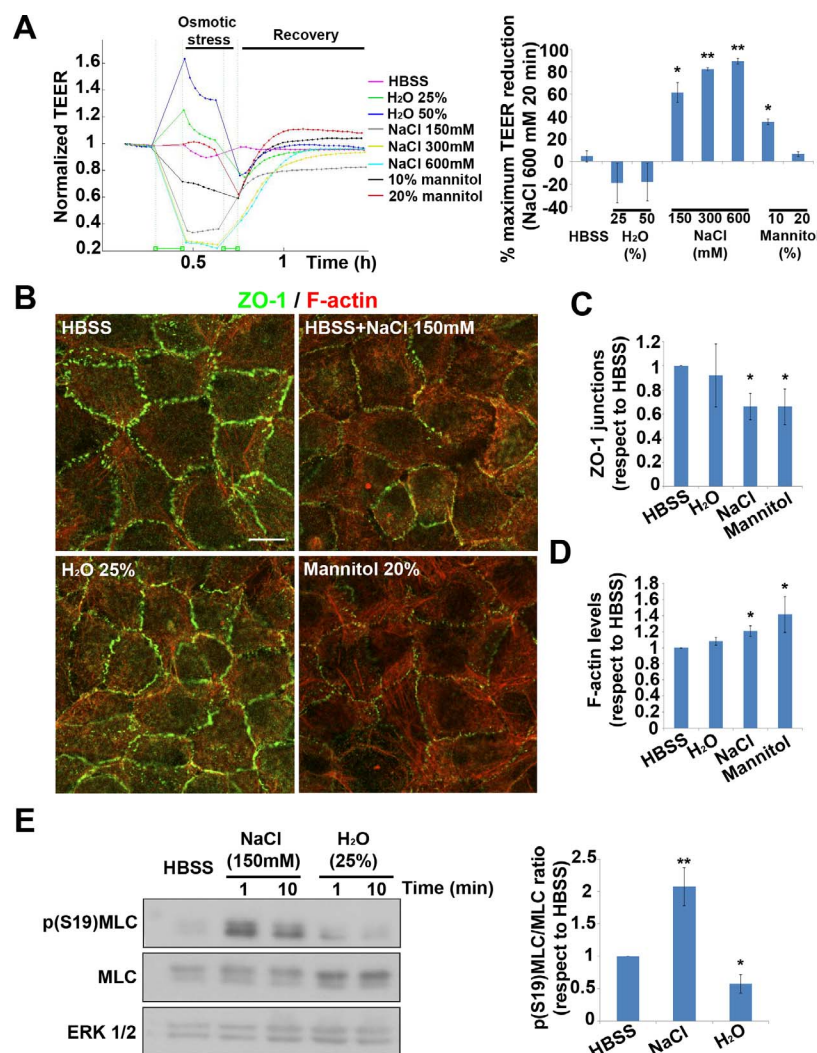 A
Osmotic
stress
Recovery
Normalized TEER
1.6
1.4
1.2
1
0.8
0.6
0.4
0.2
0.5
1
Time (h)
HBSS
H₂O 25%
H₂O 50%
NaCl 150mM
NaCl 300mM
NaCl 600mM
10% mannitol
20% mannitol
% maximum TEER reduction
(NaCl 600 mM 20 min)
100
80
60
40
20
0
-20
-40
*
**
**
*
25
50
150
300
600
10
20
HBSS
H₂O
(%)
NaCl
(mM)
Mannitol
(%)
B
ZO-1 / F-actin
HBSS
HBSS+NaCl 150mM
H₂O 25%
Mannitol 20%
C
ZO-1 junctions
(respect to HBSS)
1.2
1
0.8
0.6
0.4
0.2
0
*
*
HBSS
H₂O
NaCl
Mannitol
D
F-actin levels
(respect to HBSS)
1.8
1.6
1.4
1.2
1
0.8
0.6
0.4
0.2
0
*
*
HBSS
H₂O
NaCl
Mannitol
E
HBSS
NaCl
(150mM)
H₂O
(25%)
1
10
1
10
Time (min)
p(S19)MLC
MLC
ERK 1/2
p(S19)MLC/MLC ratio
(respect to HBSS)
2.5
2
1.5
1
0.5
0
**
*
HBSS
NaCl
H₂O